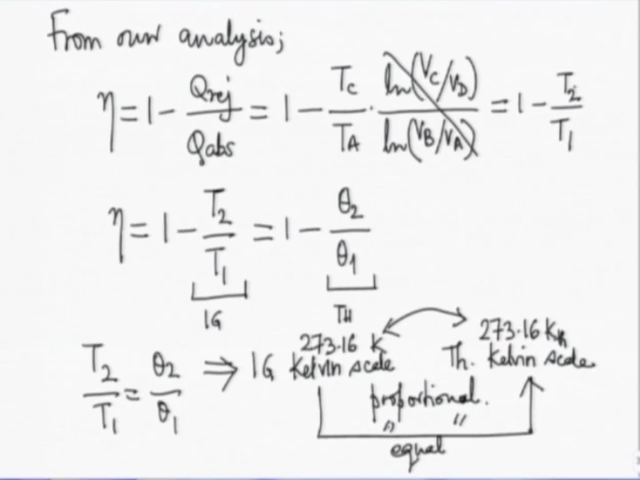 From our analysis;
η = 1 - Qrej/Qabs = 1 - TC/TA · ln(VC/VD)/ln(VB/VA) = 1 - T2/T1
η = 1 - T2/T1 = 1 - θ2/θ1
IG TH
273.16 K 273.16 K
T2/T1 = θ2/θ1 ⇒ IG Kelvin scale Th. Kelvin scale
proportional.
" "
equal